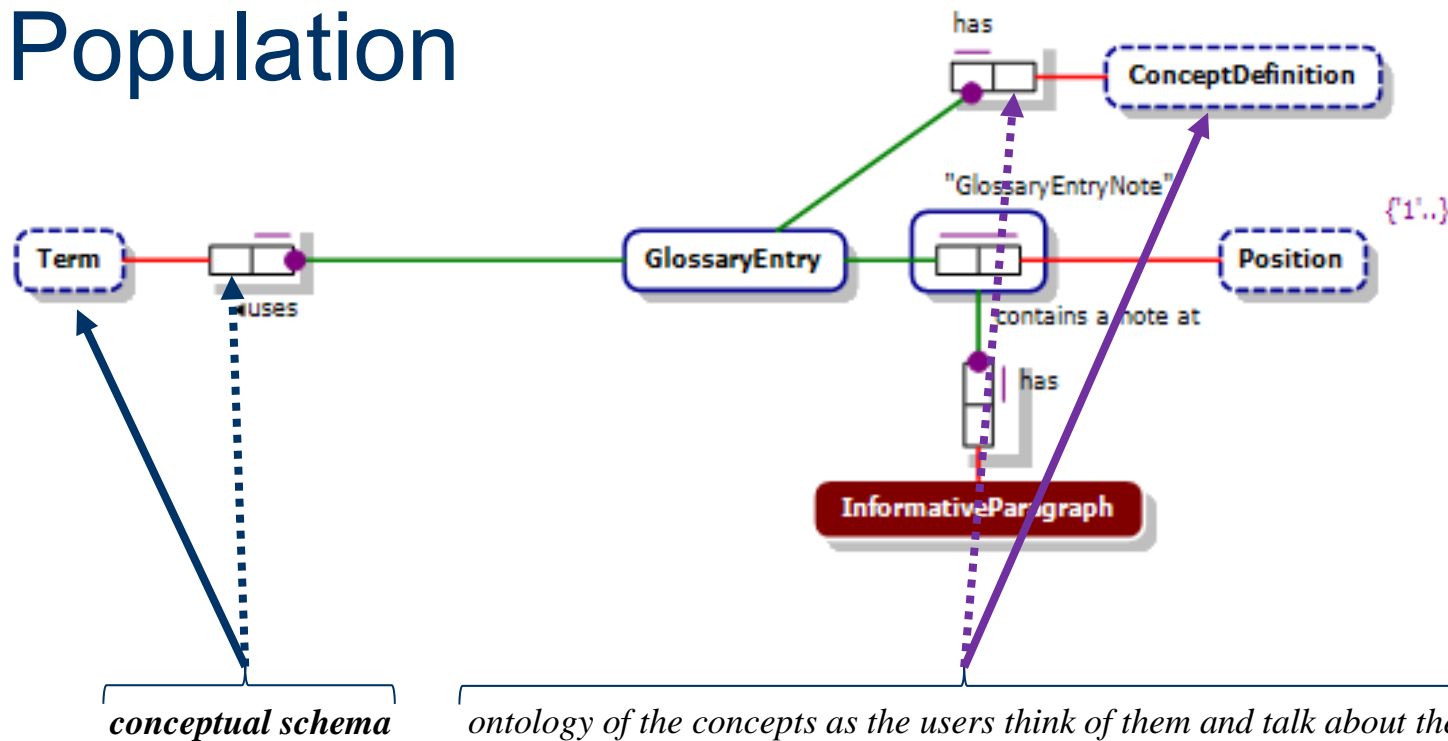 Population
has
ConceptDefinition
"GlossaryEntryNote"
{'1'..}
Term
GlossaryEntry
Position
uses
contains a note at
has
InformativeParagraph
conceptual schema
ontology of the concepts as the users think of them and talk about